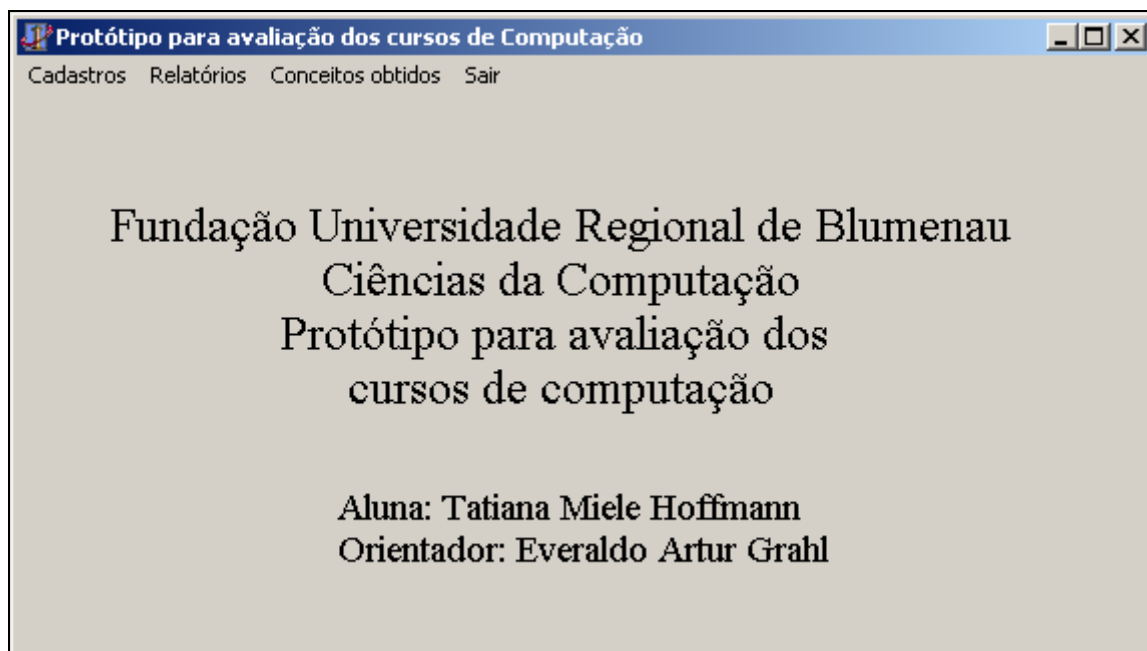 Protótipo para avaliação dos cursos de Computação
Cadastros Relatórios Conceitos obtidos Sair
Fundação Universidade Regional de Blumenau
Ciências da Computação
Protótipo para avaliação dos
cursos de computação
Aluna: Tatiana Miele Hoffmann
Orientador: Everaldo Artur Grahl